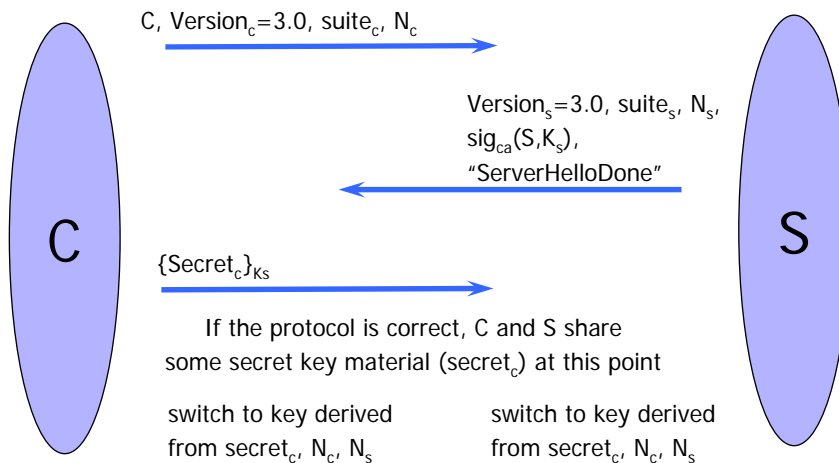 C, Version_c=3.0, suite_c, N_c
Version_s=3.0, suite_s, N_s,
sig_ca(S,K_s),
“ServerHelloDone”
C
S
{Secret_c}_Ks
If the protocol is correct, C and S share
some secret key material (secret_c) at this point
switch to key derived
from secret_c, N_c, N_s
switch to key derived
from secret_c, N_c, N_s